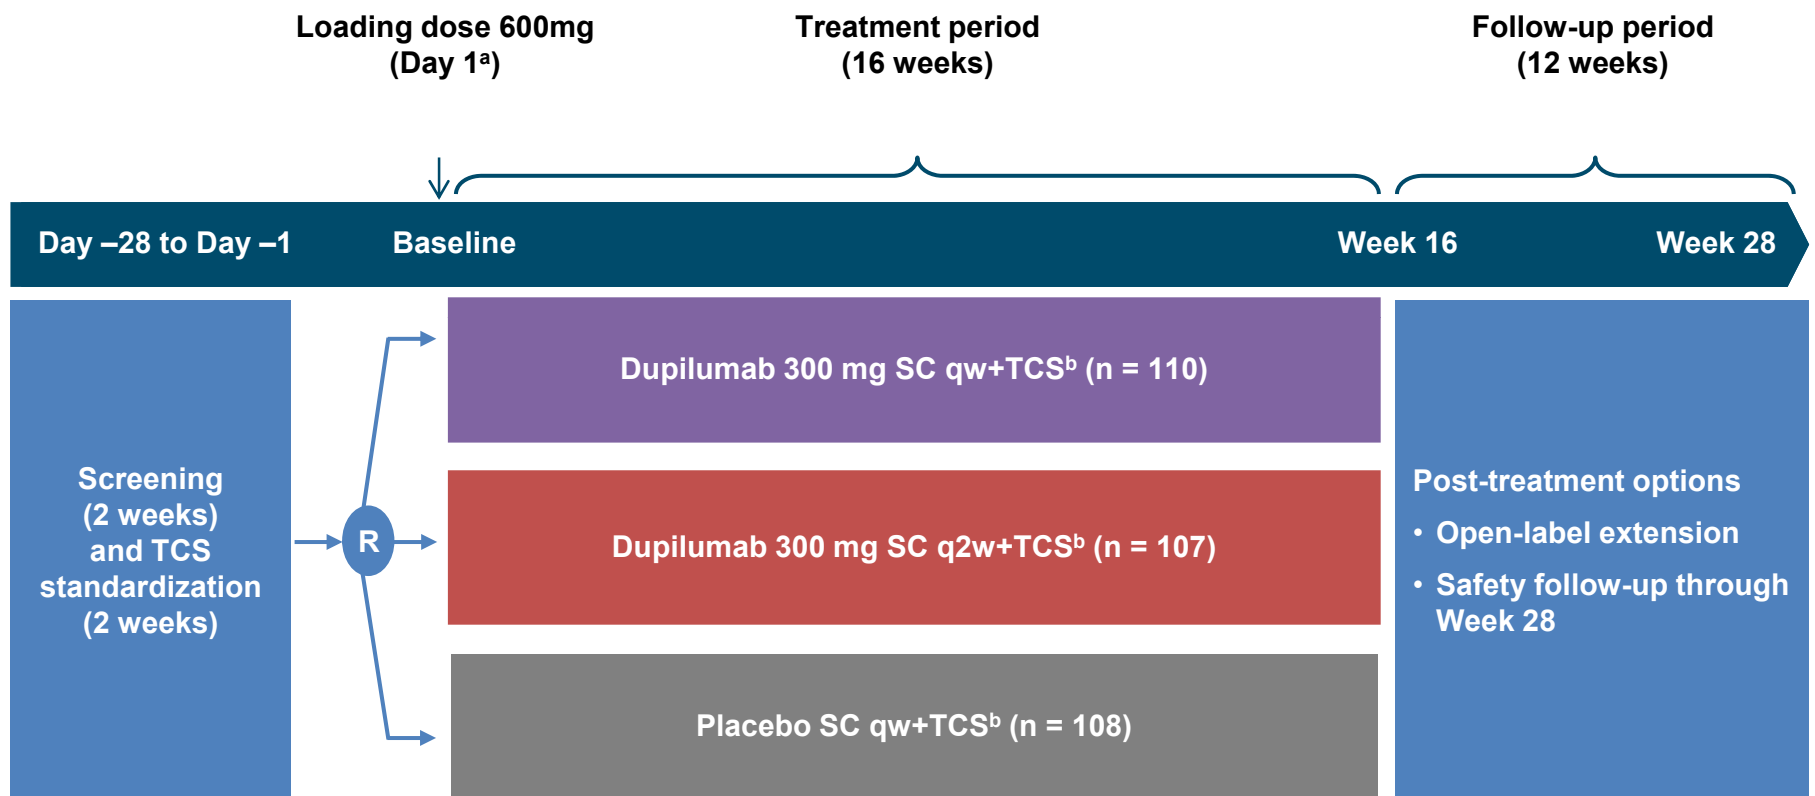 Loading dose 600mg
(Day 1ᵃ)
Treatment period
(16 weeks)
Follow-up period
(12 weeks)
Day –28 to Day –1
Baseline
Week 16
Week 28
Screening
(2 weeks)
and TCS
standardization
(2 weeks)
R
Dupilumab 300 mg SC qw+TCSᵇ (n = 110)
Dupilumab 300 mg SC q2w+TCSᵇ (n = 107)
Placebo SC qw+TCSᵇ (n = 108)
Post-treatment options
• Open-label extension
• Safety follow-up through
Week 28